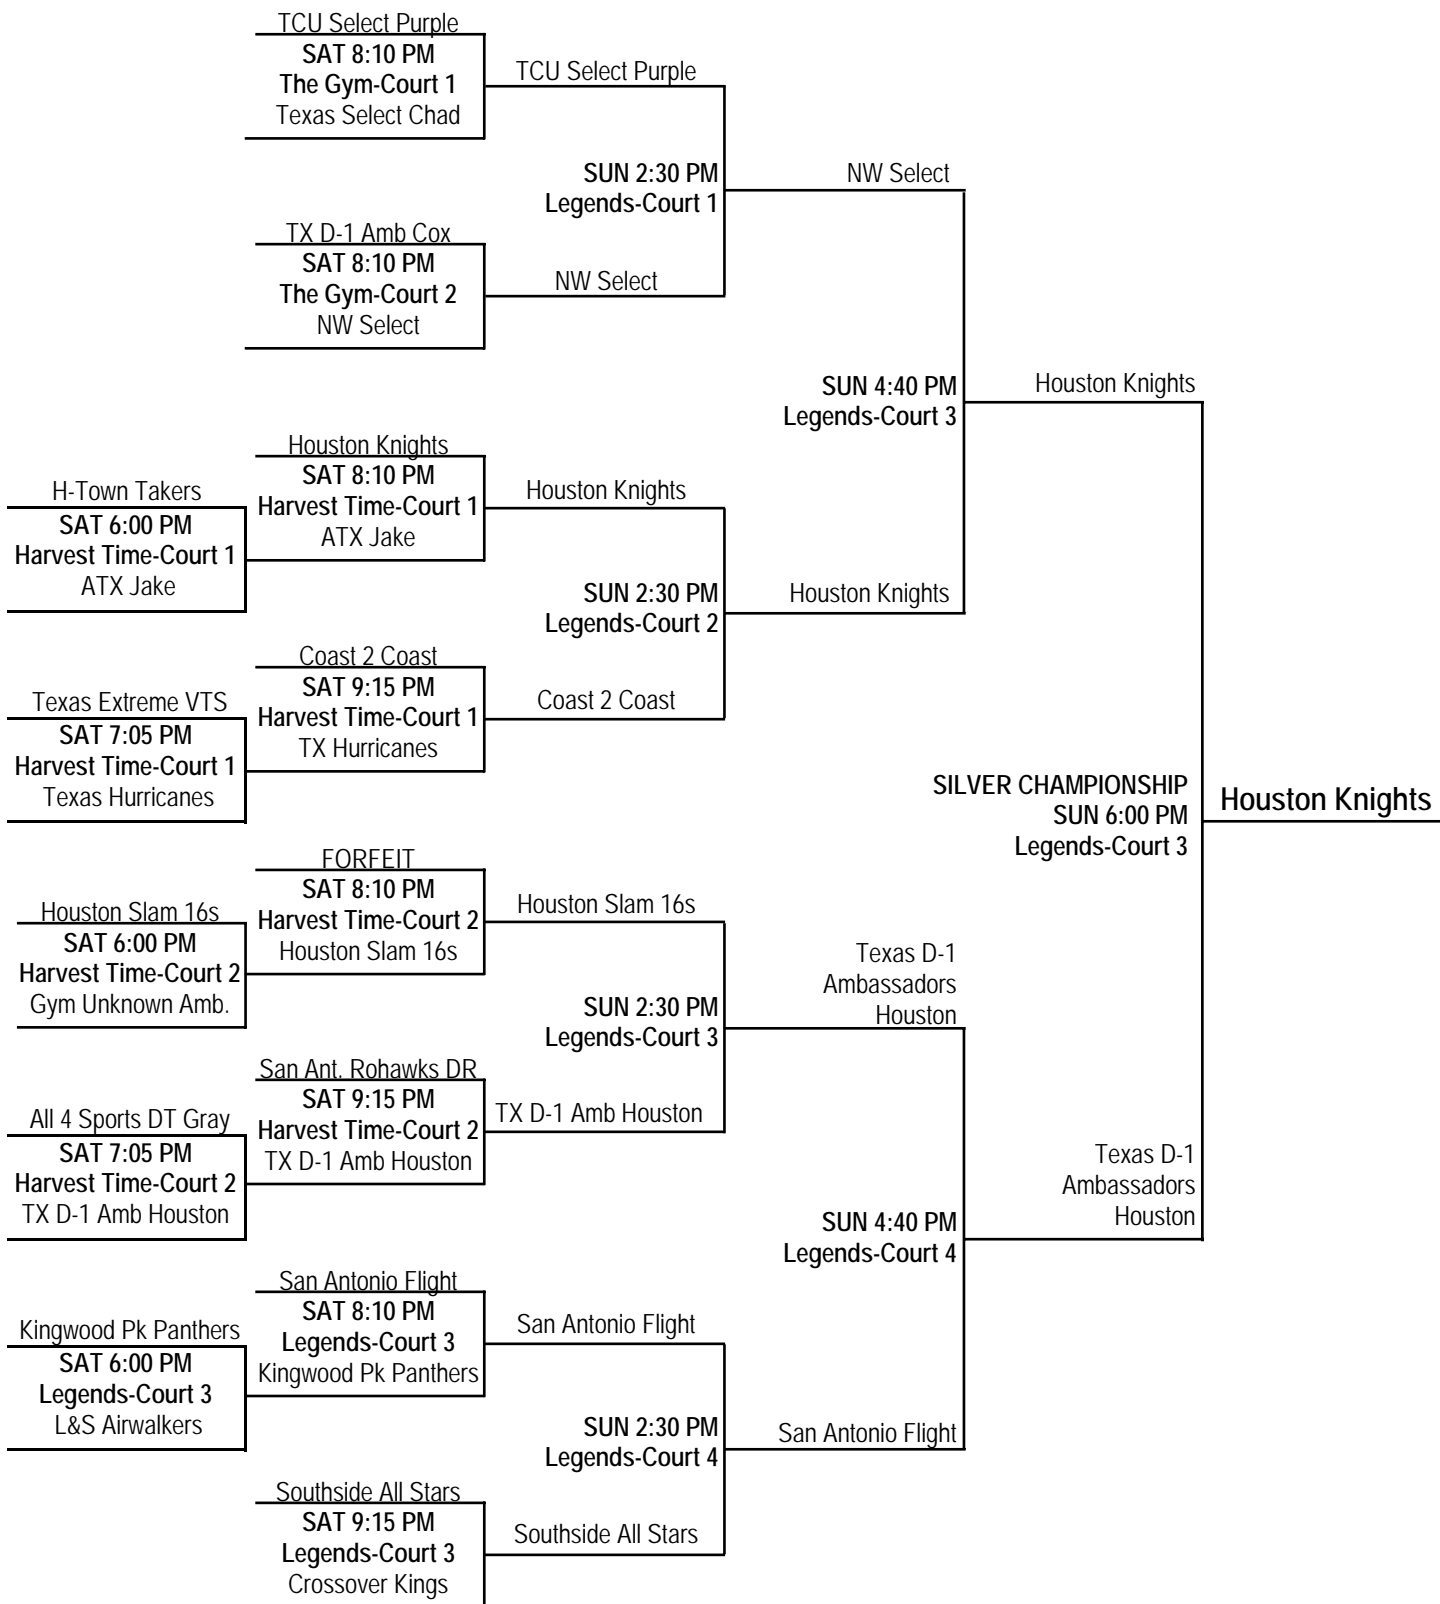 TCU Select Purple
SAT 8:10 PM
The Gym-Court 1
Texas Select Chad
TCU Select Purple
SUN 2:30 PM
Legends-Court 1
NW Select
TX D-1 Amb Cox
SAT 8:10 PM
The Gym-Court 2
NW Select
NW Select
SUN 4:40 PM
Legends-Court 3
Houston Knights
Houston Knights
SAT 8:10 PM
Harvest Time-Court 1
ATX Jake
H-Town Takers
SAT 6:00 PM
Harvest Time-Court 1
ATX Jake
Houston Knights
SUN 2:30 PM
Legends-Court 2
Houston Knights
Coast 2 Coast
SAT 9:15 PM
Harvest Time-Court 1
TX Hurricanes
Texas Extreme VTS
SAT 7:05 PM
Harvest Time-Court 1
Texas Hurricanes
Coast 2 Coast
SILVER CHAMPIONSHIP
SUN 6:00 PM
Legends-Court 3
Houston Knights
FORFEIT
SAT 8:10 PM
Harvest Time-Court 2
Houston Slam 16s
Houston Slam 16s
SAT 6:00 PM
Harvest Time-Court 2
Gym Unknown Amb.
Houston Slam 16s
SUN 2:30 PM
Legends-Court 3
Texas D-1
Ambassadors
Houston
San Ant. Rohawks DR
SAT 9:15 PM
Harvest Time-Court 2
TX D-1 Amb Houston
All 4 Sports DT Gray
SAT 7:05 PM
Harvest Time-Court 2
TX D-1 Amb Houston
TX D-1 Amb Houston
SUN 4:40 PM
Legends-Court 4
Texas D-1
Ambassadors
Houston
San Antonio Flight
SAT 8:10 PM
Legends-Court 3
Kingwood Pk Panthers
Kingwood Pk Panthers
SAT 6:00 PM
Legends-Court 3
L&S Airwalkers
San Antonio Flight
SUN 2:30 PM
Legends-Court 4
San Antonio Flight
Southside All Stars
SAT 9:15 PM
Legends-Court 3
Crossover Kings
Southside All Stars